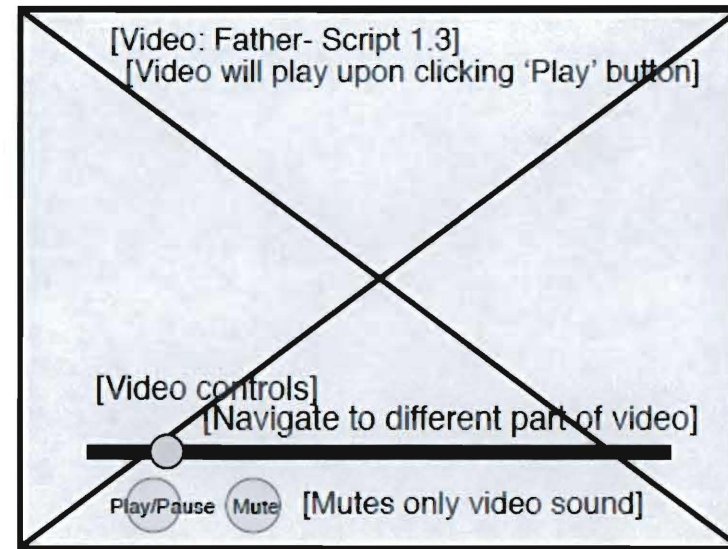 [Video: Father- Script 1.3]
[Video will play upon clicking 'Play' button]
[Video controls]
[Navigate to different part of video]
Play/Pause Mute [Mutes only video sound]